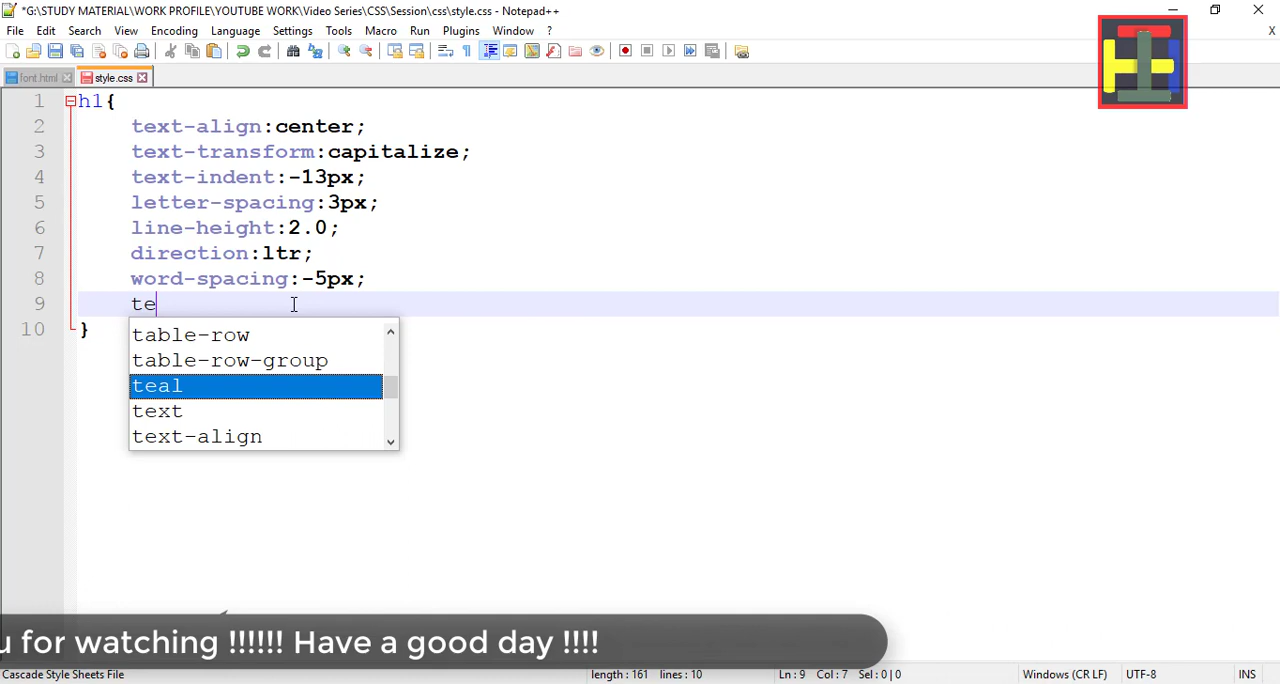 *G:\STUDY MATERIAL\WORK PROFILE\YOUTUBE WORK\Video Series\CSS\Session\css\style.css - Notepad++
File Edit Search View Encoding Language Settings Tools Macro Run Plugins Window ? X
font.html style.css
1 h1{
2 text-align:center;
3 text-transform:capitalize;
4 text-indent:-13px;
5 letter-spacing:3px;
6 line-height:2.0;
7 direction:ltr;
8 word-spacing:-5px;
9 te
10 }
table-row
table-row-group
teal
text
text-align
u for watching !!!!!! Have a good day !!!!
Cascade Style Sheets File length : 161 lines : 10 Ln : 9 Col : 7 Sel : 0 | 0 Windows (CR LF) UTF-8 INS